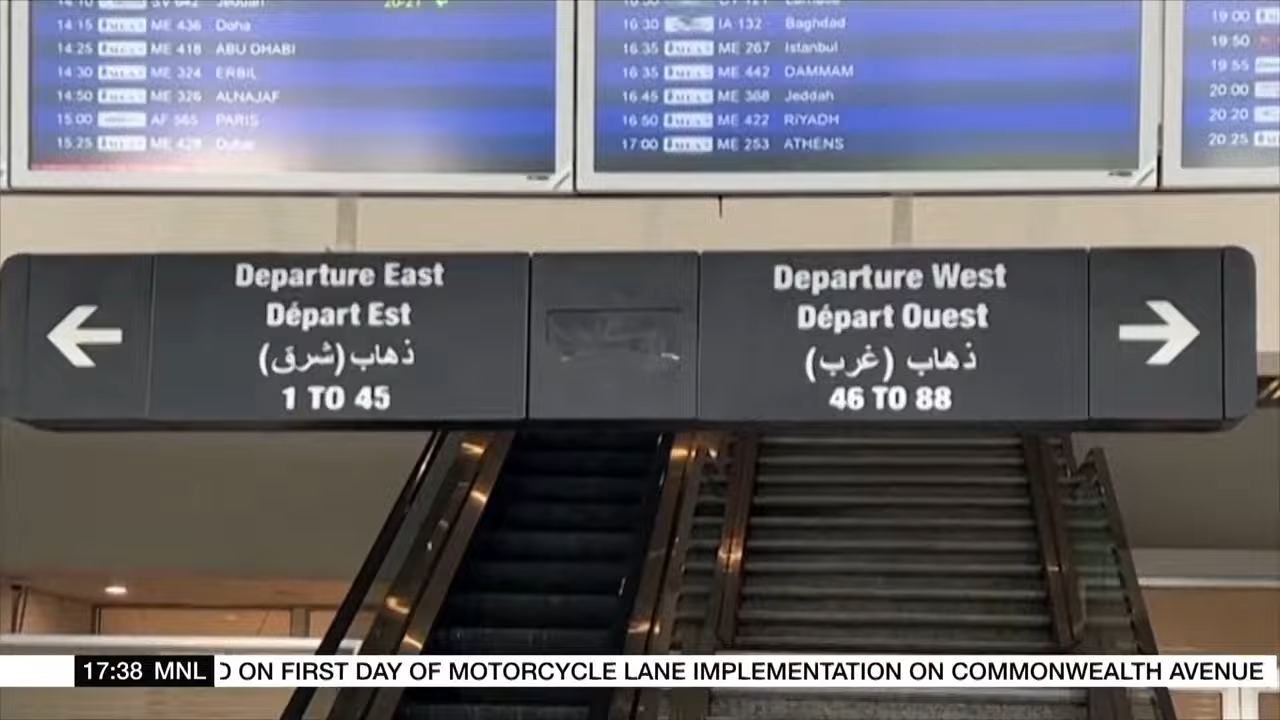 14:15 ME 436 Doha
14:25 ME 418 ABU DHABI
14:30 ME 324 ERBIL
14:50 ME 326 ALNAJAF
15:00 AF 565 PARIS
15:25 ME 428 Dubai
16:30 IA 132 Baghdad
16:35 ME 267 Istanbul
16:35 ME 442 DAMMAM
16:45 ME 368 Jeddah
16:50 ME 422 RIYADH
17:00 ME 253 ATHENS
19:00
19:50
19:55
20:00
20:20
20:25
Departure East
Départ Est
ذهاب (شرق)
1 TO 45
Departure West
Départ Ouest
ذهاب (غرب)
46 TO 88
17:38 MNL
ON FIRST DAY OF MOTORCYCLE LANE IMPLEMENTATION ON COMMONWEALTH AVENUE